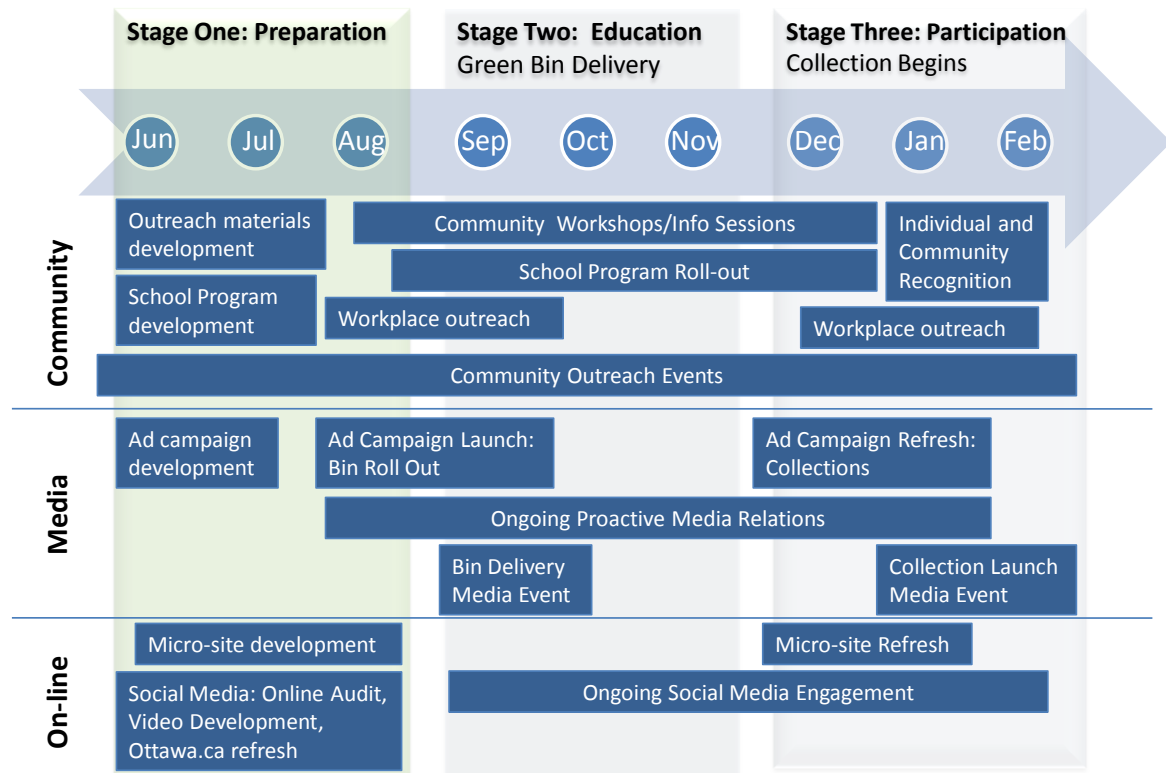 Stage One: Preparation
Stage Two: Education
Green Bin Delivery
Stage Three: Participation
Collection Begins
Jun
Jul
Aug
Sep
Oct
Nov
Dec
Jan
Feb
Community
Outreach materials
development
Community Workshops/Info Sessions
Individual and
Community
Recognition
School Program Roll-out
School Program
development
Workplace outreach
Workplace outreach
Community Outreach Events
Media
Ad campaign
development
Ad Campaign Launch:
Bin Roll Out
Ad Campaign Refresh:
Collections
Ongoing Proactive Media Relations
Bin Delivery
Media Event
Collection Launch
Media Event
On-line
Micro-site development
Micro-site Refresh
Social Media: Online Audit,
Video Development,
Ottawa.ca refresh
Ongoing Social Media Engagement